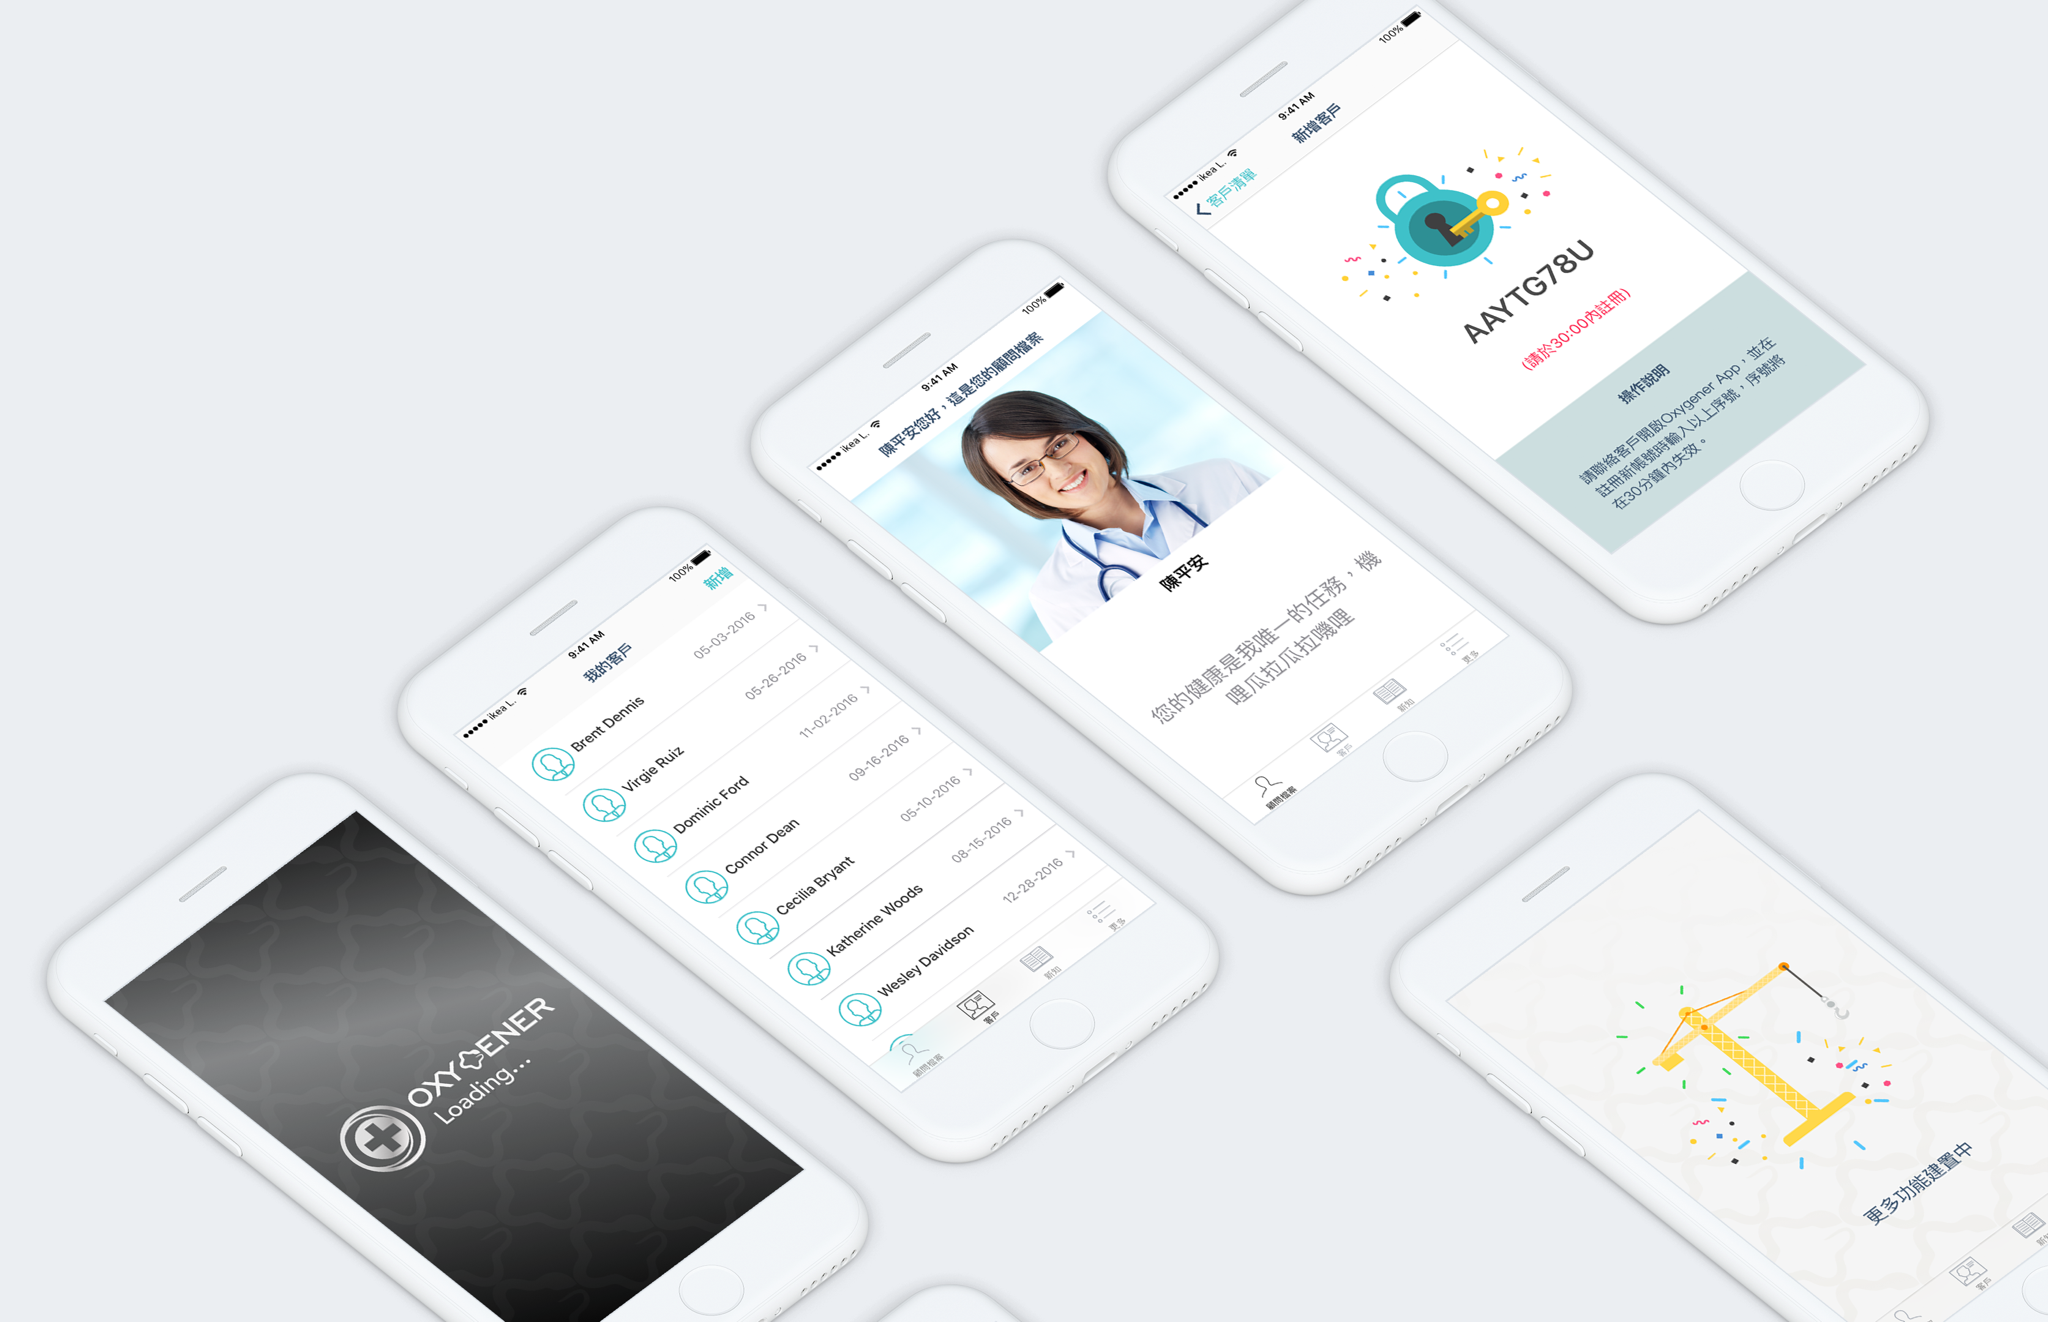 OXYGENER
Loading...
ikea L.
9:41 AM
100%
我的客戶
新增
Brent Dennis
05-03-2016
Virgie Ruiz
05-26-2016
Dominic Ford
11-02-2016
Connor Dean
09-16-2016
Cecilia Bryant
05-10-2016
Katherine Woods
08-15-2016
Wesley Davidson
12-28-2016
顧問檔案
客戶
新知
更多
ikea L.
9:41 AM
100%
陳平安您好，這是您的顧問檔案
陳平安
您的健康是我唯一的任務，機
哩瓜拉瓜拉嘰哩
顧問檔案
客戶
新知
更多
ikea L.
9:41 AM
100%
客戶清單
新增客戶
AAYTG78U
(請於30:00內註冊)
操作說明
請聯絡客戶開啟Oxygener App，並在
註冊新帳號時輸入以上序號，序號將
在30分鐘內失效。
更多功能建置中
客戶
新知